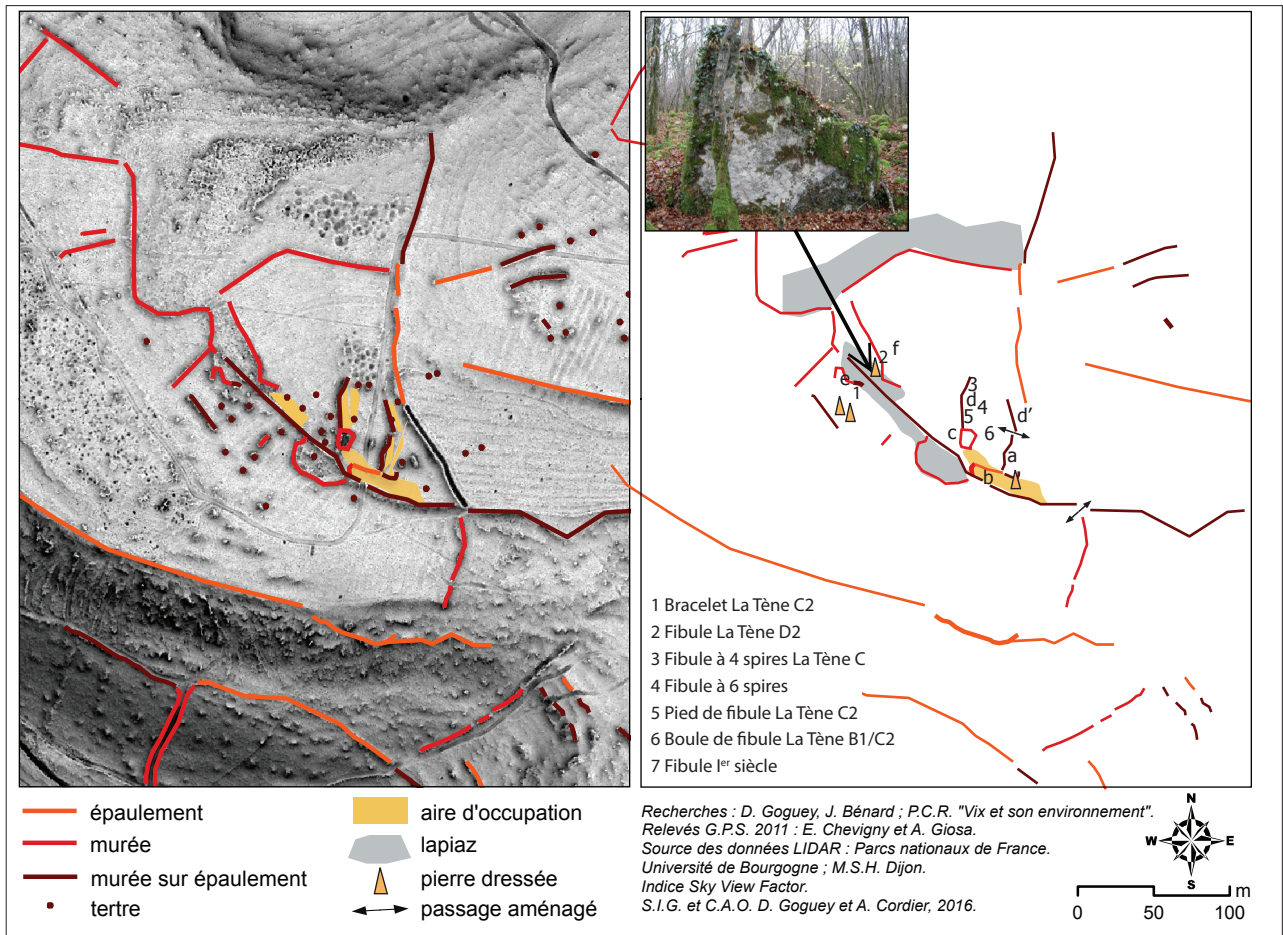 2
f
e
1
3
d
4
5
d'
c
6
a
b
1 Bracelet La Tène C2
2 Fibule La Tène D2
3 Fibule à 4 spires La Tène C
4 Fibule à 6 spires
5 Pied de fibule La Tène C2
6 Boule de fibule La Tène B1/C2
7 Fibule Ier siècle
épaulement
murée
murée sur épaulement
tertre
aire d'occupation
lapiaz
pierre dressée
passage aménagé
Recherches : D. Goguey, J. Bénard ; P.C.R. "Vix et son environnement".
Relevés G.P.S. 2011 : E. Chevigny et A. Giosa.
Source des données LIDAR : Parcs nationaux de France.
Université de Bourgogne ; M.S.H. Dijon.
Indice Sky View Factor.
S.I.G. et C.A.O. D. Goguey et A. Cordier, 2016.
N
W E
S
m
0 50 100